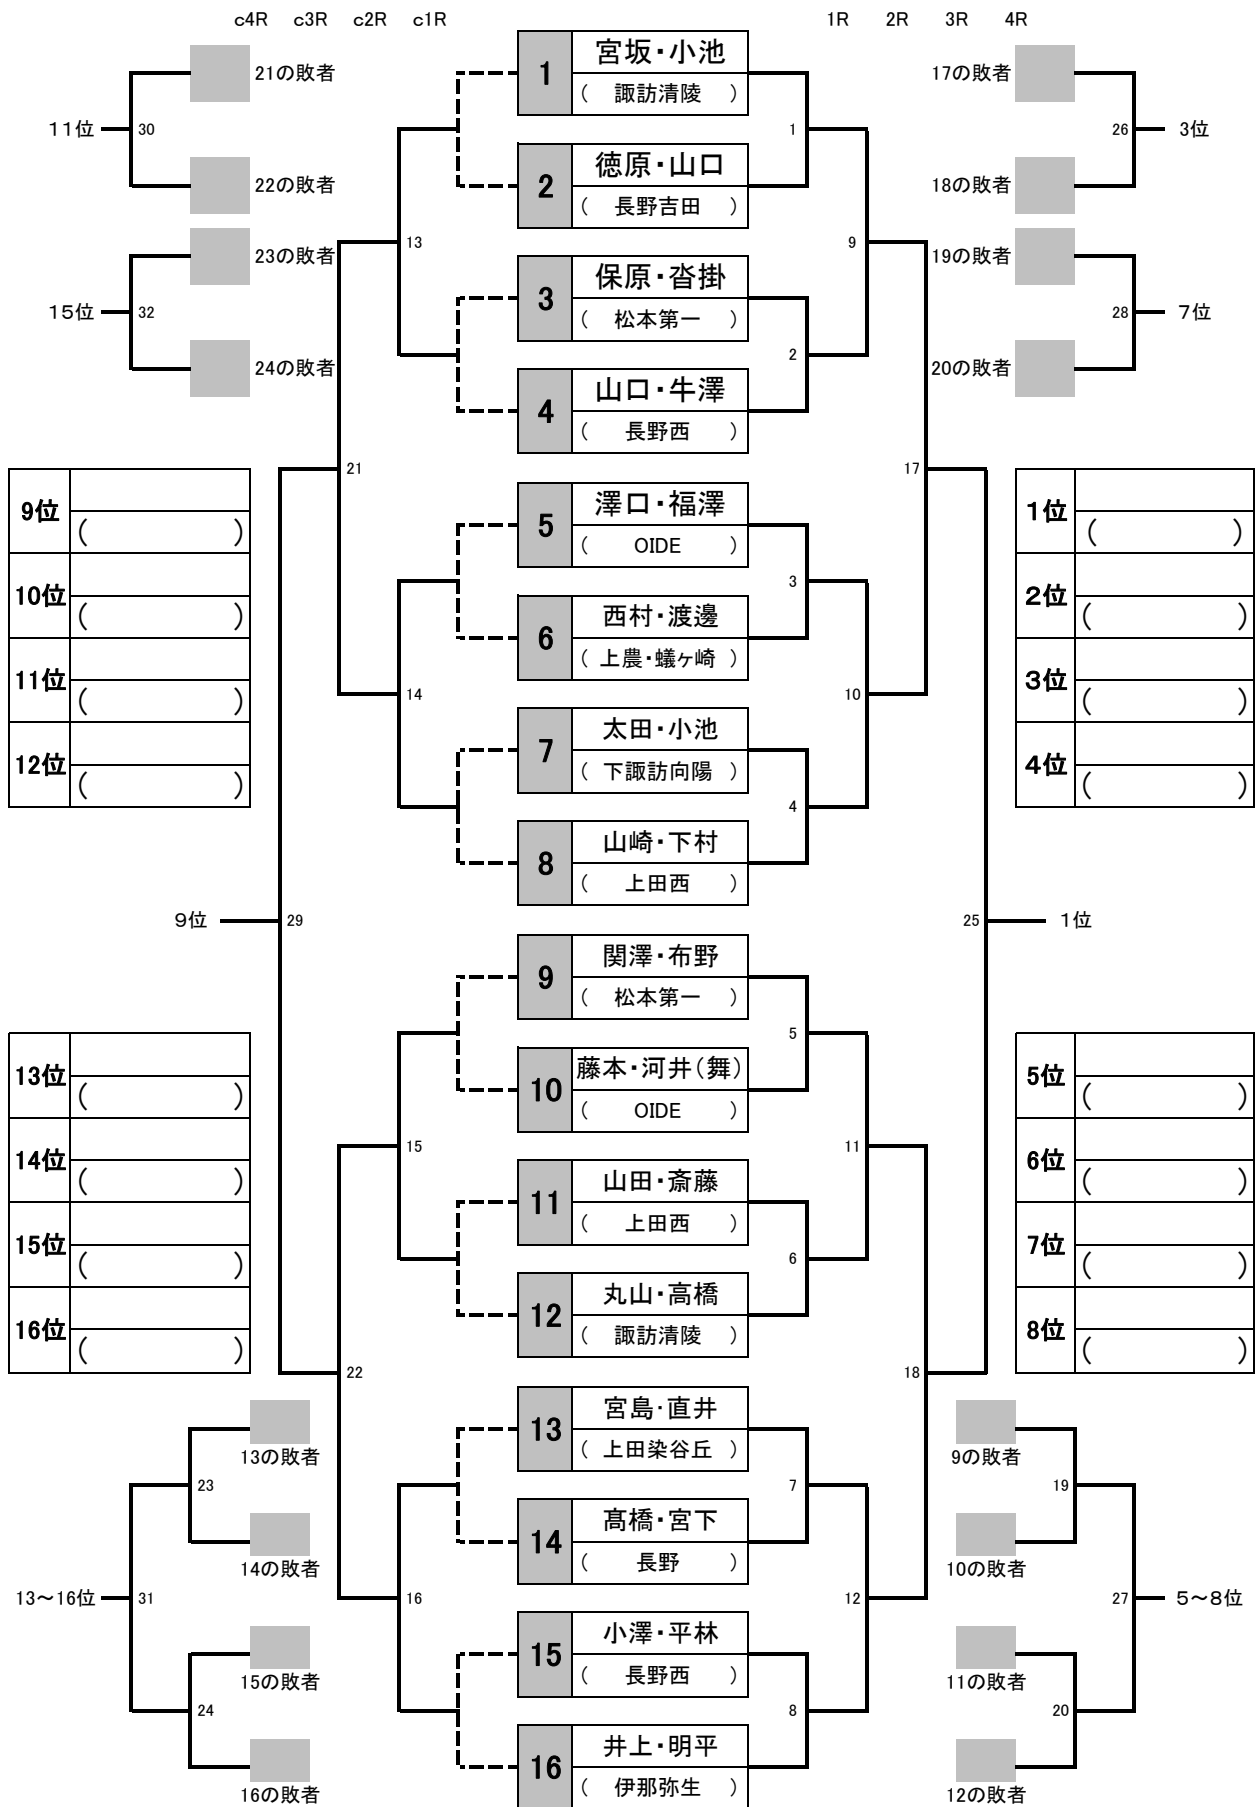 c4R c3R c2R c1R 1R 2R 3R 4R
21の敗者
11位 30
22の敗者
23の敗者
15位 32
24の敗者
17の敗者
26 3位
18の敗者
19の敗者
28 7位
20の敗者
1 宮坂・小池
( 諏訪清陵 )
1
2 徳原・山口
( 長野吉田 )
13
9
3 保原・沓掛
( 松本第一 )
2
4 山口・牛澤
( 長野西 )
21
17
5 澤口・福澤
( OIDE )
3
6 西村・渡邊
( 上農・蟻ヶ崎 )
14
10
7 太田・小池
( 下諏訪向陽 )
4
8 山崎・下村
( 上田西 )
9位
( )
10位
( )
11位
( )
12位
( )
1位
( )
2位
( )
3位
( )
4位
( )
9位 29
25 1位
9 関澤・布野
( 松本第一 )
5
10 藤本・河井(舞)
( OIDE )
15
11
11 山田・斎藤
( 上田西 )
6
12 丸山・高橋
( 諏訪清陵 )
22
18
13 宮島・直井
( 上田染谷丘 )
7
14 髙橋・宮下
( 長野 )
16
12
15 小澤・平林
( 長野西 )
8
16 井上・明平
( 伊那弥生 )
13位
( )
14位
( )
15位
( )
16位
( )
5位
( )
6位
( )
7位
( )
8位
( )
13の敗者
23
14の敗者
13～16位 31
15の敗者
24
16の敗者
9の敗者
19
10の敗者
27 5～8位
11の敗者
20
12の敗者